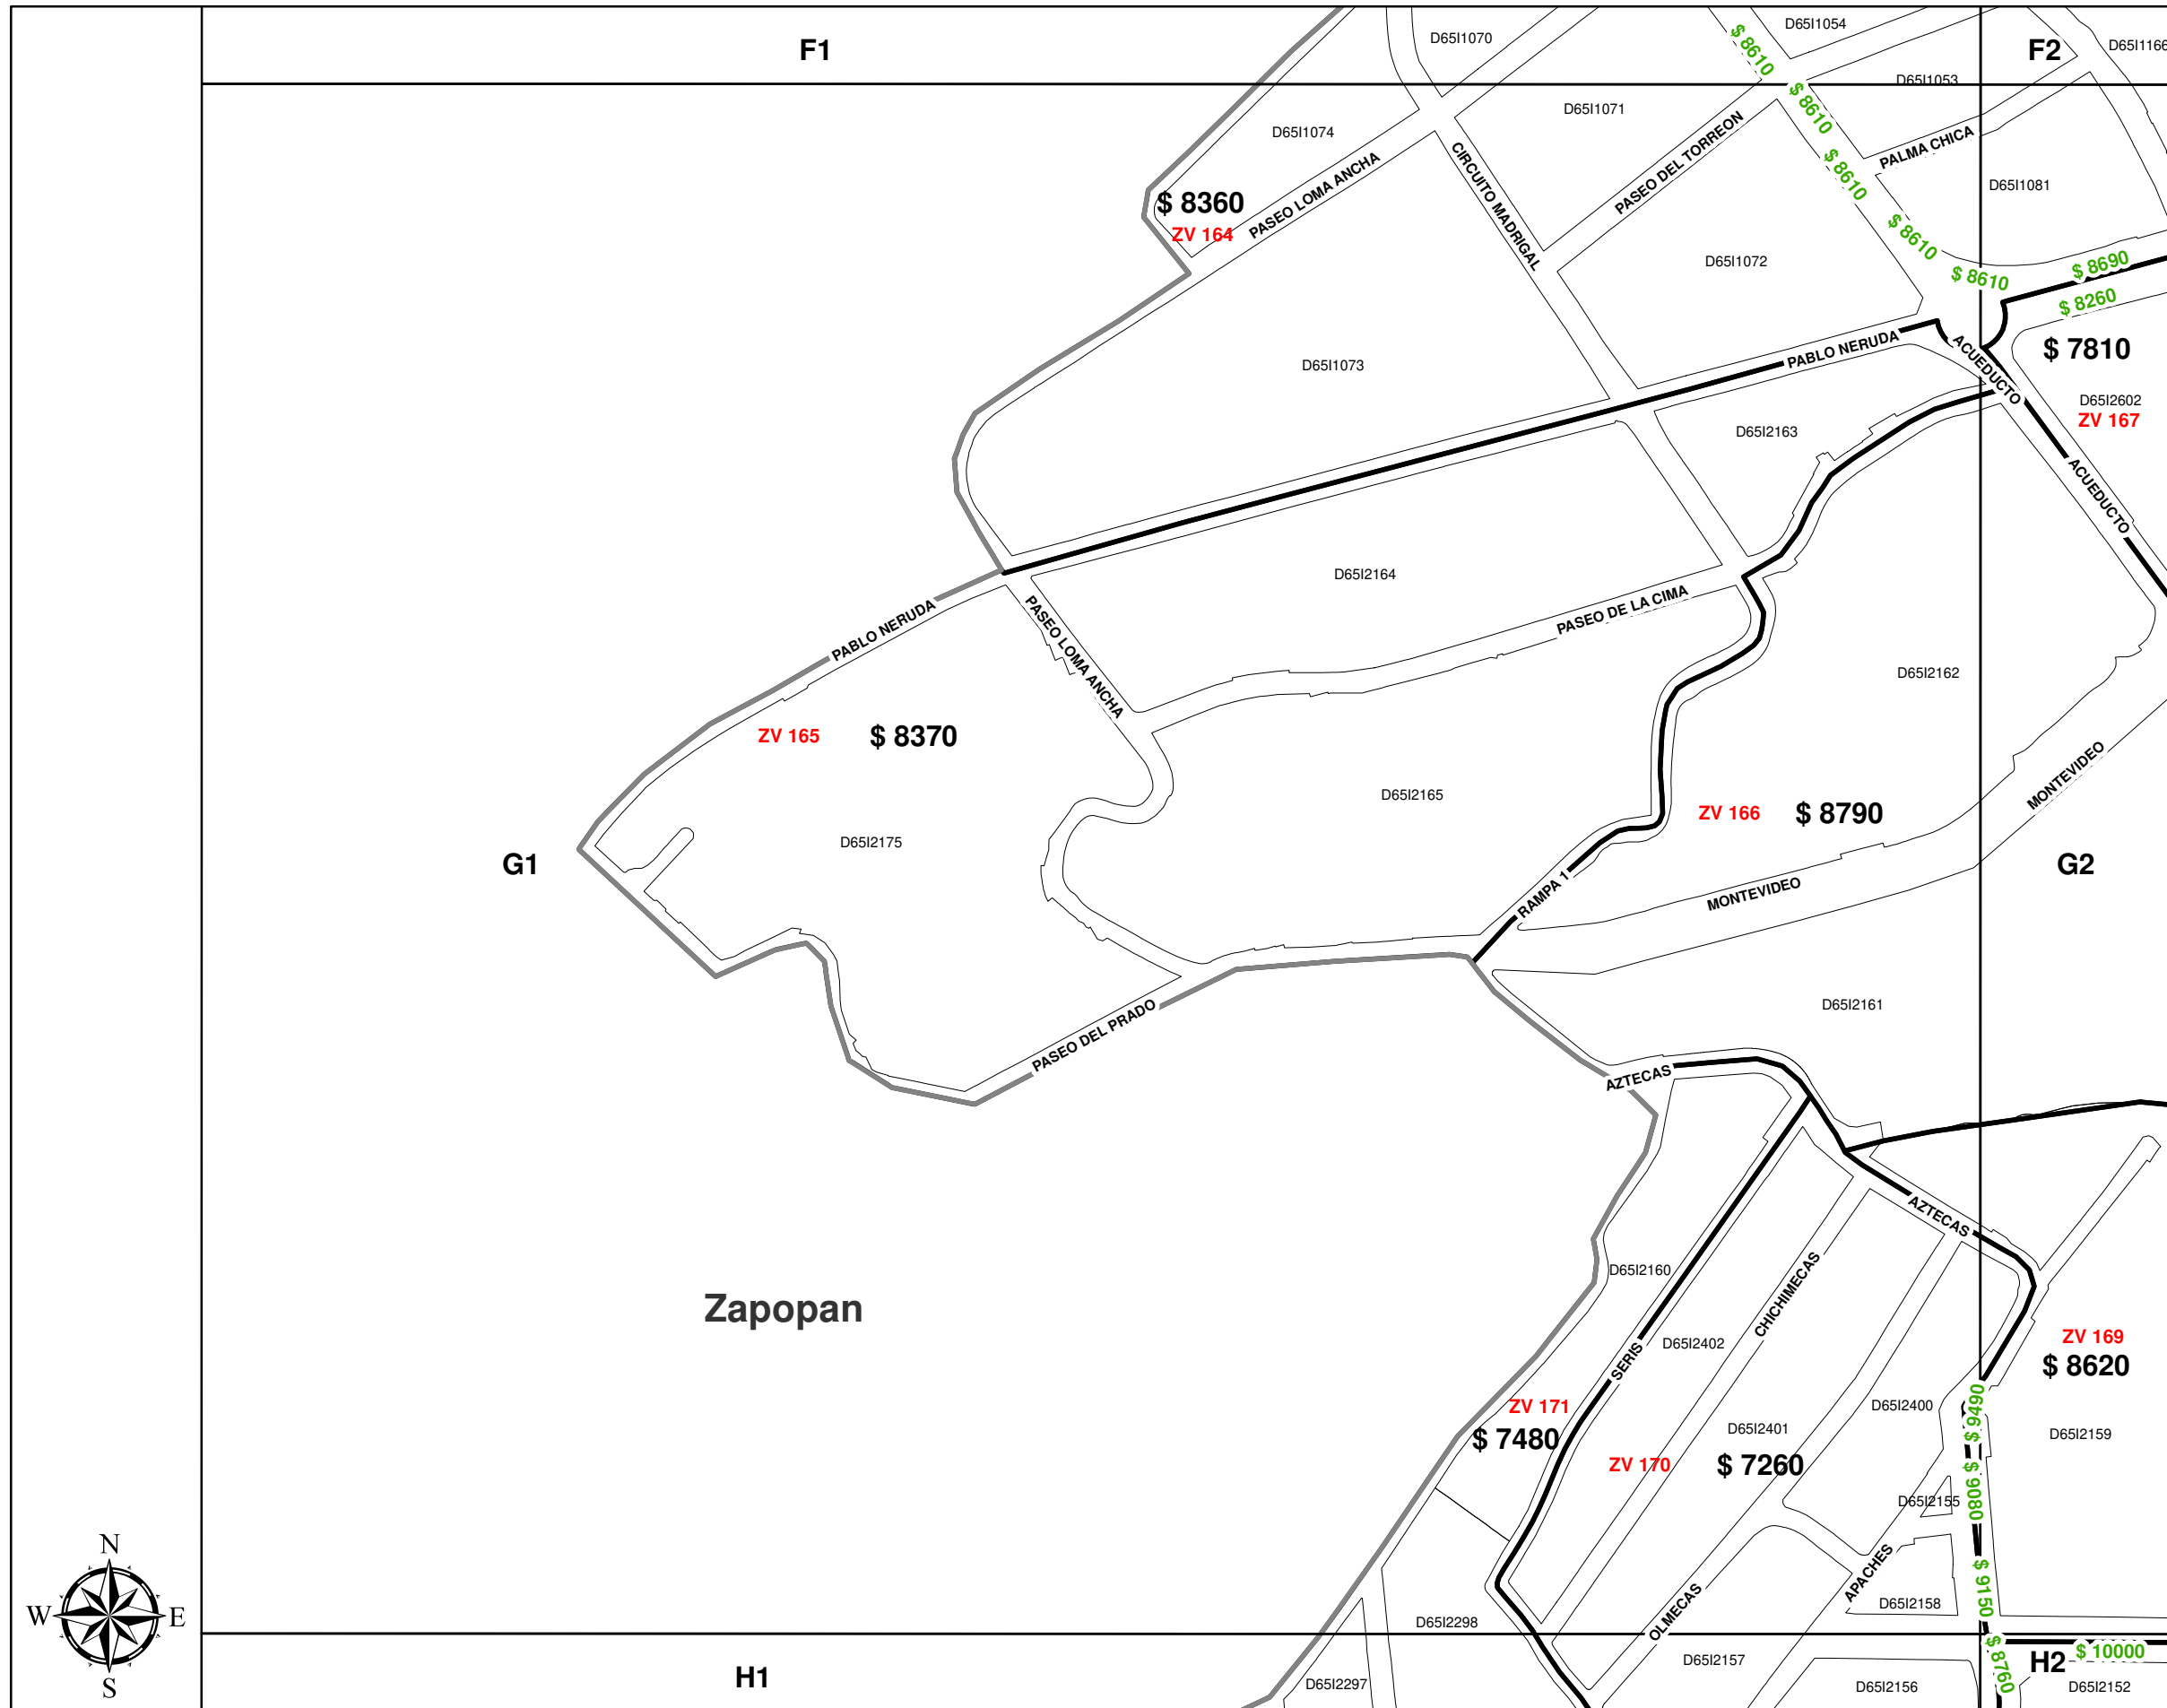 D65I1054
D65I1070
F1
F2
D65I1166
$ 8610
D65I1053
D65I1071
$ 8610
D65I1074
PALMA CHICA
PASEO DEL TORREON
$ 8610
D65I1081
PASEO LOMA ANCHA
CIRCUITO MADRIGAL
$ 8360
ZV 164
$ 8610
D65I1072
$ 8690
$ 8610
$ 8260
PABLO NERUDA
ACUEDUCTO
$ 7810
D65I1073
D65I2602
ZV 167
D65I2163
ACUEDUCTO
D65I2164
PASEO DE LA CIMA
PABLO NERUDA
PASEO LOMA ANCHA
D65I2162
ZV 165
$ 8370
MONTEVIDEO
D65I2165
ZV 166
$ 8790
D65I2175
G1
G2
RAMPA 1
MONTEVIDEO
D65I2161
PASEO DEL PRADO
AZTECAS
AZTECAS
D65I2160
CHICHIMECAS
Zapopan
ZV 169
D65I2402
SERIS
$ 8620
ZV 171
D65I2400
$ 9490
D65I2401
D65I2159
$ 7480
ZV 170
$ 7260
$ 9080
D65I2155
N
APACHES
$ 9150
D65I2158
W
E
OLMECAS
D65I2298
S
H1
D65I2157
H2
$ 10000
$ 8760
D65I2297
D65I2156
D65I2152